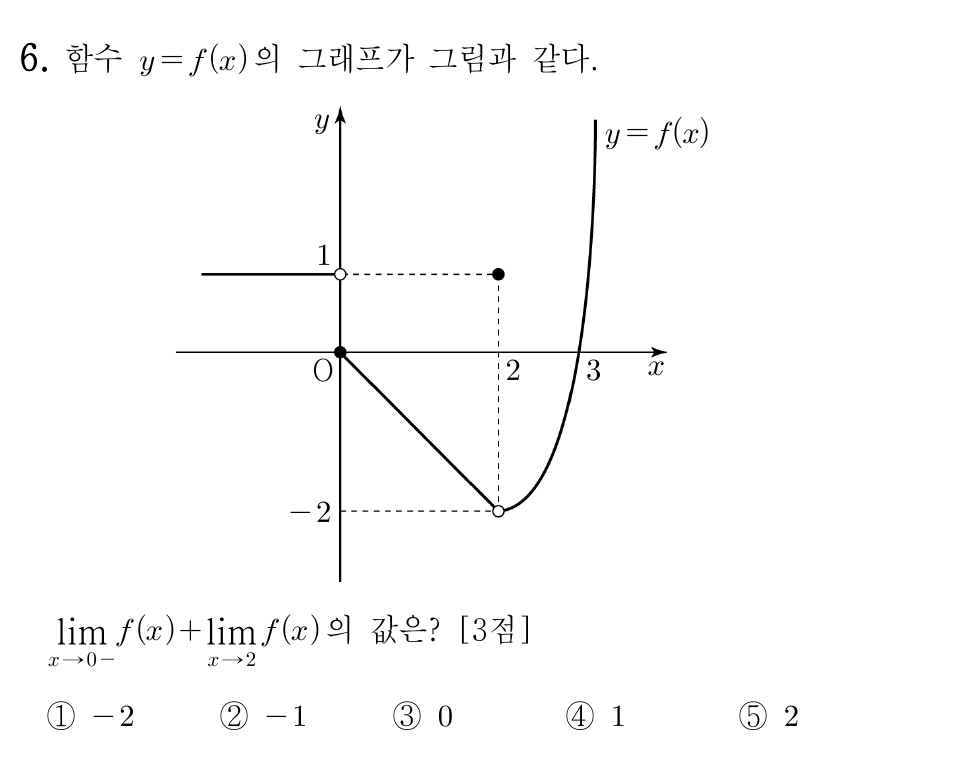 6. 함수 y=f(x)의 그래프가 그림과 같다.
y
y=f(x)
1
O
2
3
x
-2
lim f(x)+lim f(x)의 값은? [3점]
x→0- x→2
① -2 ② -1 ③ 0 ④ 1 ⑤ 2